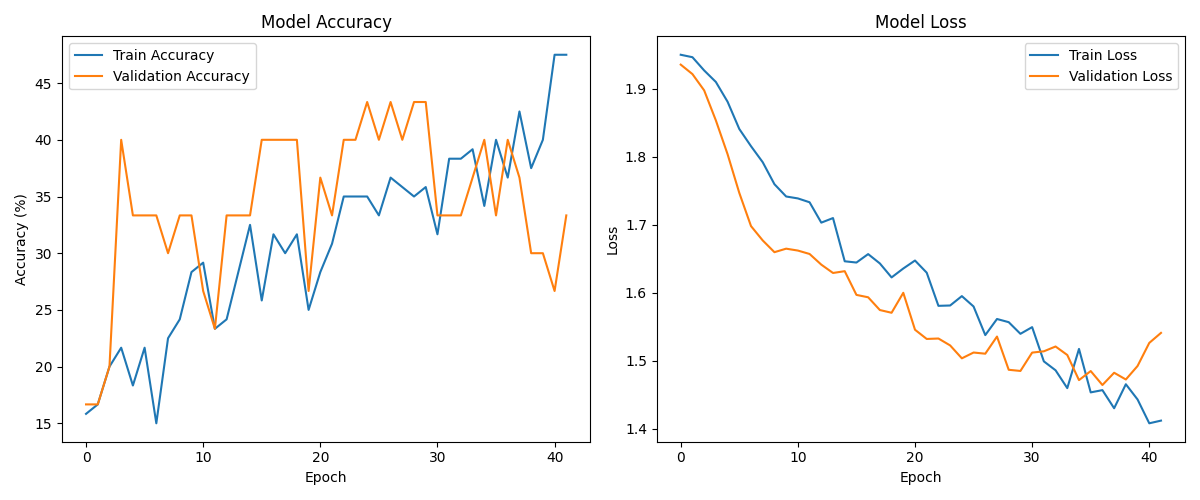 Model Accuracy
Train Accuracy
Validation Accuracy
Accuracy (%)
45
40
35
30
25
20
15
0 10 20 30 40
Epoch
Model Loss
Train Loss
Validation Loss
Loss
1.9
1.8
1.7
1.6
1.5
1.4
0 10 20 30 40
Epoch